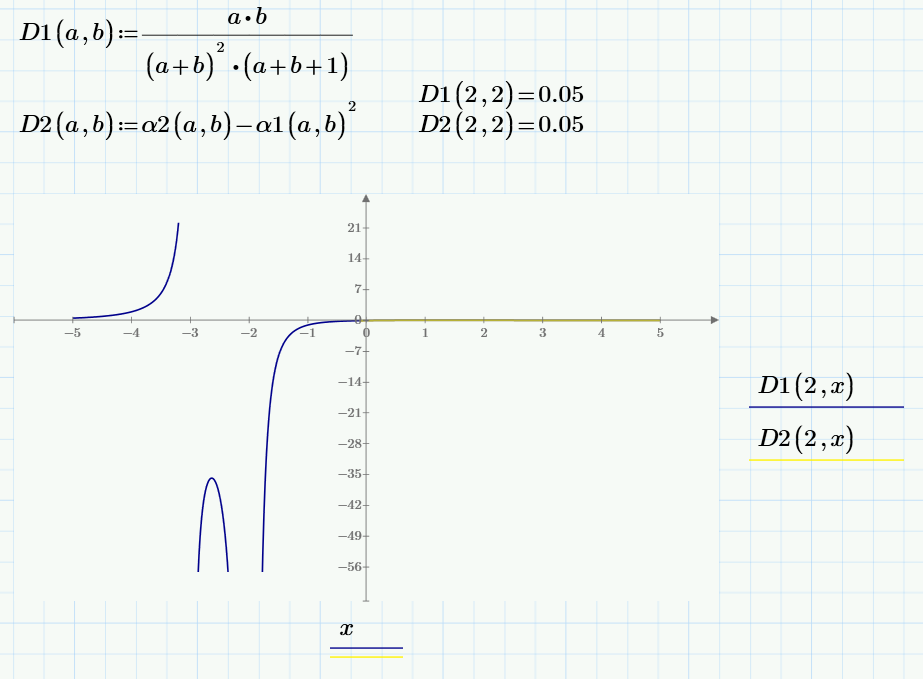 D1(a,b):=a·b/((a+b)²·(a+b+1))
D1(2,2)=0.05
D2(a,b):=α2(a,b)−α1(a,b)²
D2(2,2)=0.05
21
14
7
0
−5 −4 −3 −2 −1 0 1 2 3 4 5
−7
−14
−21
−28
−35
−42
−49
−56
D1(2,x)
D2(2,x)
x